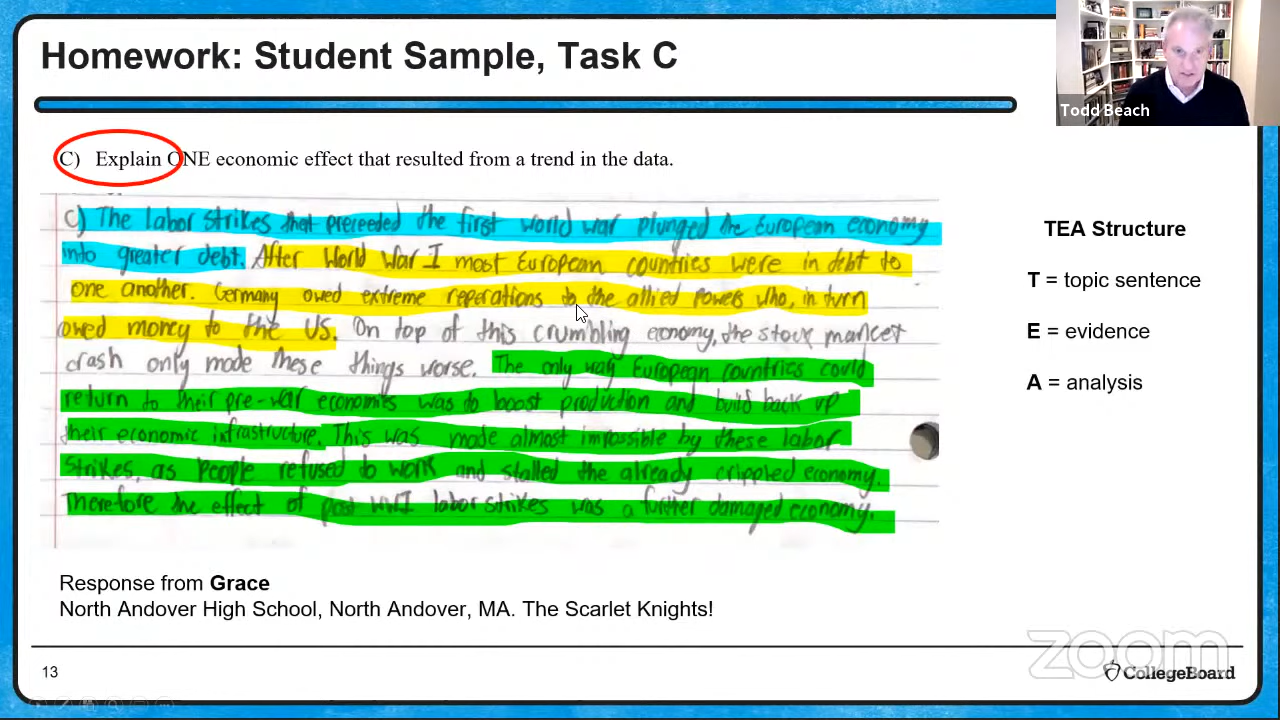 Homework: Student Sample, Task C
Todd Beach
C) Explain ONE economic effect that resulted from a trend in the data.
C) The labor strikes that preceeded the first world war plunged the European economy
into greater debt. After World War I most European countries were in debt to
one another. Germany owed extreme reperations to the allied powers who, in turn
owed money to the US. On top of this crumbling economy, the stock market
crash only made these things worse. The only way European countries could
return to their pre-war economies was to boost production and build back up
their economic infrastructure. This was made almost impossible by these labor
strikes, as people refused to work and stalled the already crippled economy.
Therefore the effect of post WWI labor strikes was a further damaged economy.
TEA Structure
T = topic sentence
E = evidence
A = analysis
Response from Grace
North Andover High School, North Andover, MA. The Scarlet Knights!
13
zoom
CollegeBoard